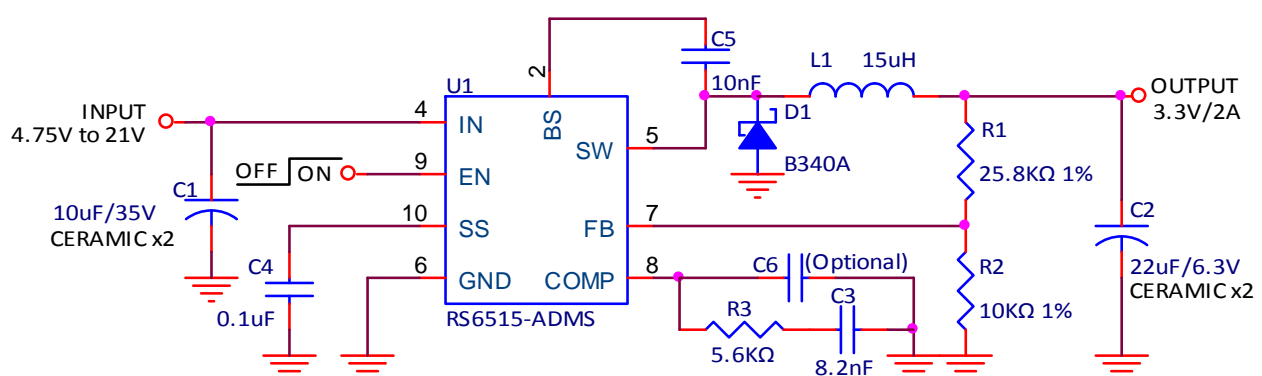 C5
10nF
L1
15uH
OUTPUT
3.3V/2A
INPUT
4.75V to 21V
U1
2
BS
4
IN
SW
5
D1
B340A
R1
25.8KΩ 1%
OFF
ON
9
EN
C1
10uF/35V
CERAMIC x2
10
SS
FB
7
C2
22uF/6.3V
CERAMIC x2
C4
0.1uF
6
GND
COMP
8
C6
(Optional)
R2
10KΩ 1%
R3
5.6KΩ
C3
8.2nF
RS6515-ADMS